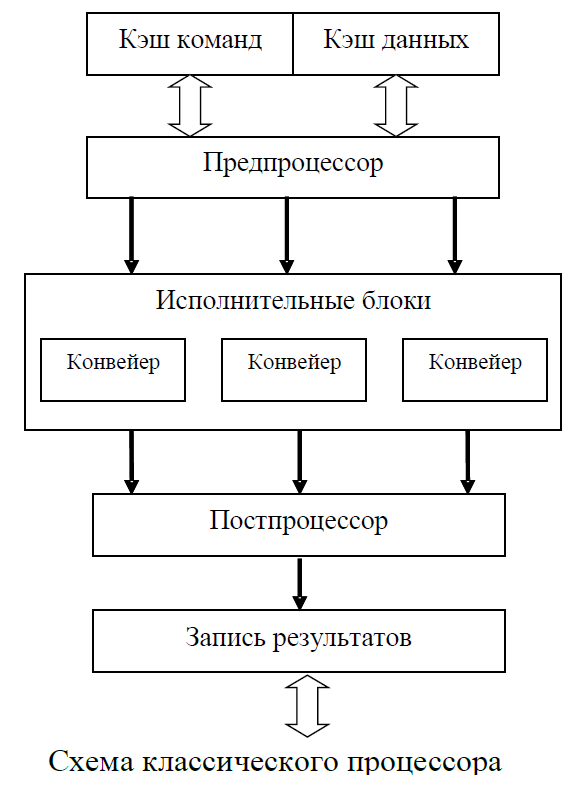 Кэш команд Кэш данных
Предпроцессор
Исполнительные блоки
Конвейер Конвейер Конвейер
Постпроцессор
Запись результатов
Схема классического процессора